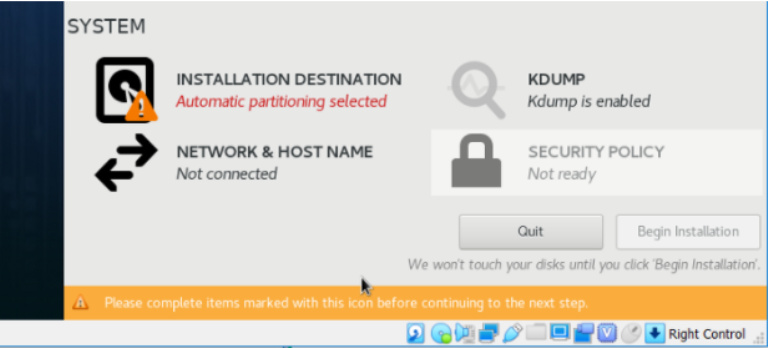 SYSTEM
INSTALLATION DESTINATION
Automatic partitioning selected
KDUMP
Kdump is enabled
NETWORK & HOST NAME
Not connected
SECURITY POLICY
Not ready
Quit
Begin Installation
We won't touch your disks until you click 'Begin Installation'.
Please complete items marked with this icon before continuing to the next step.
Right Control